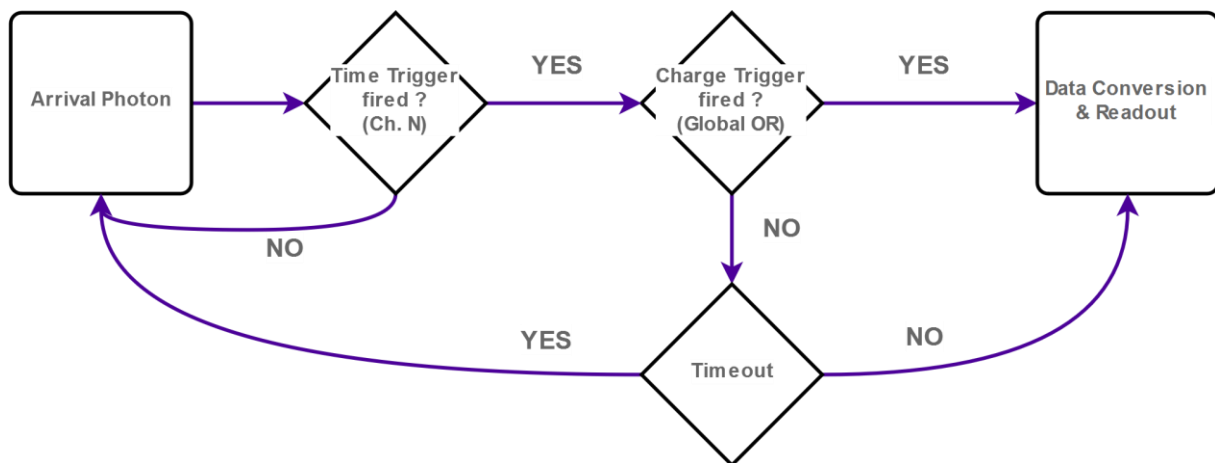 Arrival Photon
Time Trigger
fired ?
(Ch. N)
YES
Charge Trigger
fired ?
(Global OR)
YES
Data Conversion
& Readout
NO
NO
YES
Timeout
NO